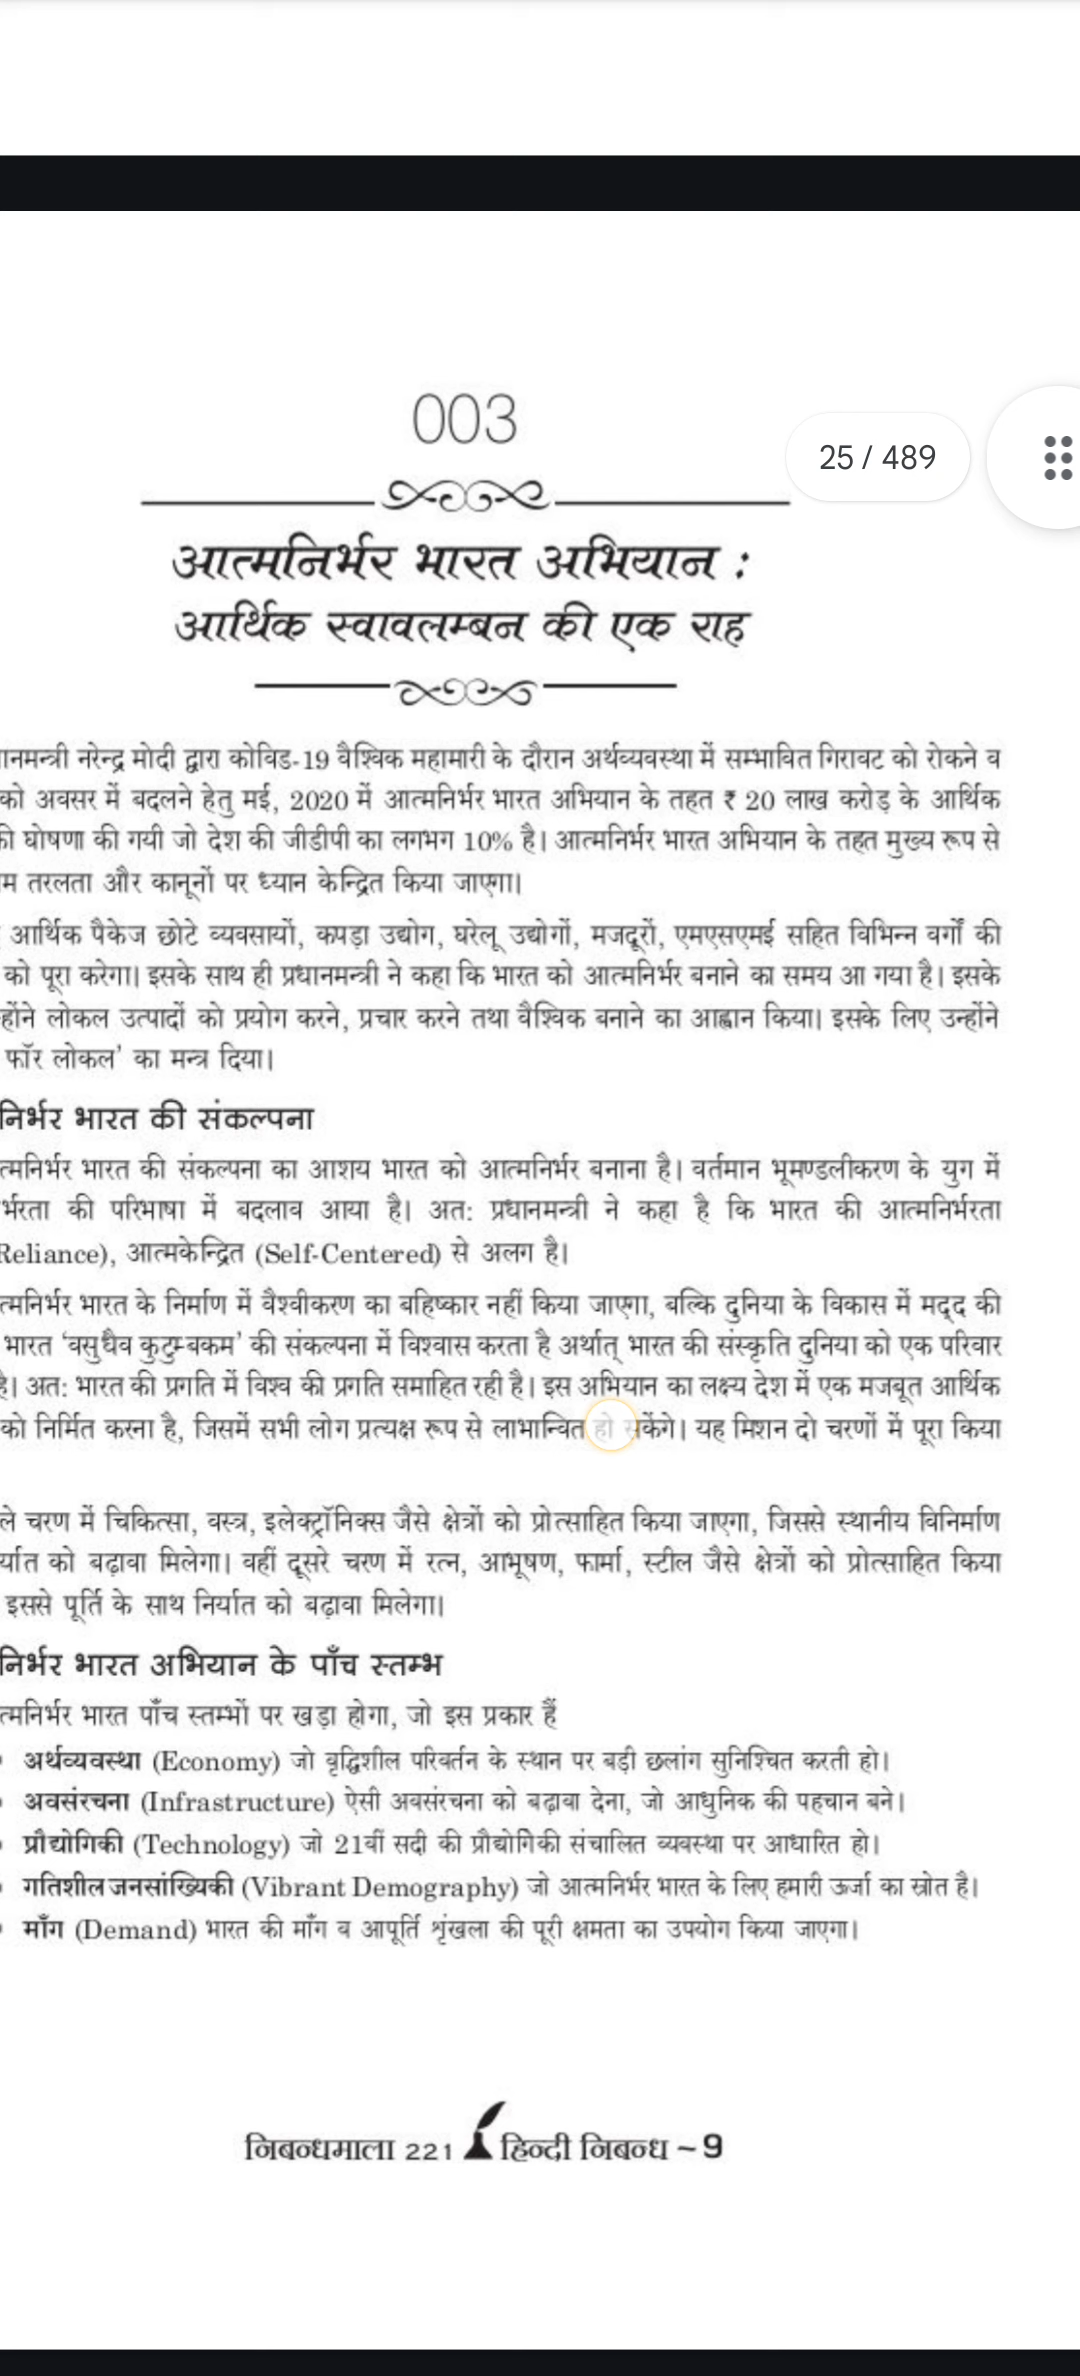 003
25 / 489
आत्मनिर्भर भारत अभियान :
आर्थिक स्वावलम्बन की एक राह
ानमन्त्री नरेन्द्र मोदी द्वारा कोविड-19 वैश्विक महामारी के दौरान अर्थव्यवस्था में सम्भावित गिरावट को रोकने व
को अवसर में बदलने हेतु मई, 2020 में आत्मनिर्भर भारत अभियान के तहत ₹ 20 लाख करोड़ के आर्थिक
की घोषणा की गयी जो देश की जीडीपी का लगभग 10% है। आत्मनिर्भर भारत अभियान के तहत मुख्य रूप से
म तरलता और कानूनों पर ध्यान केन्द्रित किया जाएगा।
आर्थिक पैकेज छोटे व्यवसायों, कपड़ा उद्योग, घरेलू उद्योगों, मजदूरों, एमएसएमई सहित विभिन्न वर्गों की
को पूरा करेगा। इसके साथ ही प्रधानमन्त्री ने कहा कि भारत को आत्मनिर्भर बनाने का समय आ गया है। इसके
होंने लोकल उत्पादों को प्रयोग करने, प्रचार करने तथा वैश्विक बनाने का आह्वान किया। इसके लिए उन्होंने
फॉर लोकल’ का मन्त्र दिया।
निर्भर भारत की संकल्पना
त्मनिर्भर भारत की संकल्पना का आशय भारत को आत्मनिर्भर बनाना है। वर्तमान भूमण्डलीकरण के युग में
र्भरता की परिभाषा में बदलाव आया है। अत: प्रधानमन्त्री ने कहा है कि भारत की आत्मनिर्भरता
Reliance), आत्मकेन्द्रित (Self-Centered) से अलग है।
त्मनिर्भर भारत के निर्माण में वैश्वीकरण का बहिष्कार नहीं किया जाएगा, बल्कि दुनिया के विकास में मद्द की
भारत ‘वसुधैव कुटुम्बकम’ की संकल्पना में विश्वास करता है अर्थात् भारत की संस्कृति दुनिया को एक परिवार
है। अत: भारत की प्रगति में विश्व की प्रगति समाहित रही है। इस अभियान का लक्ष्य देश में एक मजबूत आर्थिक
को निर्मित करना है, जिसमें सभी लोग प्रत्यक्ष रूप से लाभान्वित हो सकेंगे। यह मिशन दो चरणों में पूरा किया
ले चरण में चिकित्सा, वस्त्र, इलेक्ट्रॉनिक्स जैसे क्षेत्रों को प्रोत्साहित किया जाएगा, जिससे स्थानीय विनिर्माण
र्यात को बढ़ावा मिलेगा। वहीं दूसरे चरण में रत्न, आभूषण, फार्मा, स्टील जैसे क्षेत्रों को प्रोत्साहित किया
इससे पूर्ति के साथ निर्यात को बढ़ावा मिलेगा।
निर्भर भारत अभियान के पाँच स्तम्भ
त्मनिर्भर भारत पाँच स्तम्भों पर खड़ा होगा, जो इस प्रकार हैं
अर्थव्यवस्था (Economy) जो वृद्धिशील परिवर्तन के स्थान पर बड़ी छलांग सुनिश्चित करती हो।
अवसंरचना (Infrastructure) ऐसी अवसंरचना को बढ़ावा देना, जो आधुनिक की पहचान बने।
प्रौद्योगिकी (Technology) जो 21वीं सदी की प्रौद्योगिकी संचालित व्यवस्था पर आधारित हो।
गतिशील जनसांख्यिकी (Vibrant Demography) जो आत्मनिर्भर भारत के लिए हमारी ऊर्जा का स्रोत है।
माँग (Demand) भारत की माँग व आपूर्ति श्रृंखला की पूरी क्षमता का उपयोग किया जाएगा।
निबन्धमाला 221 हिन्दी निबन्ध ~ 9